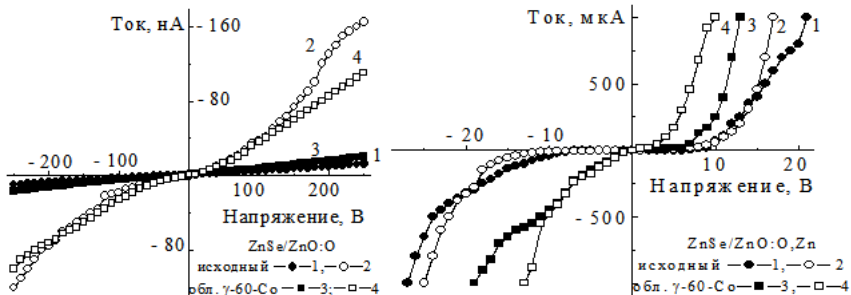 Ток, нА
- 160
2
4
- 80
3
1
- 200
- 100
100
200
Напряжение, В
- 80
ZnSe/ZnO:O
исходный 1, 2
обл. γ-60-Со 3; 4
Ток, мкА
4
3
2
1
500
- 20
- 10
10
20
Напряжение, В
- 500
ZnSe/ZnO:O,Zn
исходный 1, 2
обл. γ-60-Со 3, 4